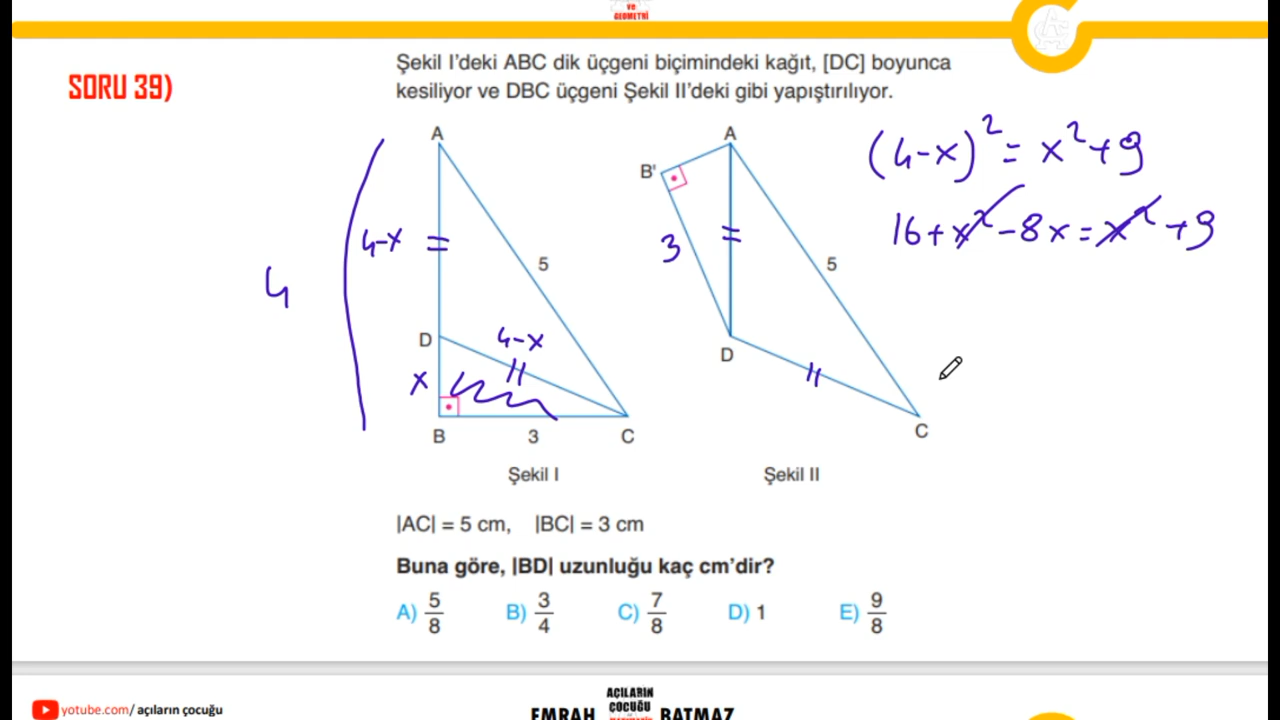 ve
GEOMETRİ
SORU 39)
Şekil I'deki ABC dik üçgeni biçimindeki kağıt, [DC] boyunca
kesiliyor ve DBC üçgeni Şekil II'deki gibi yapıştırılıyor.
A
4-x
4
5
D
4-x
x
B
3
C
Şekil I
A
B'
3
5
D
C
Şekil II
(4-x)² = x²+9
16+x²-8x=x²+9
|AC| = 5 cm, |BC| = 3 cm
Buna göre, |BD| uzunluğu kaç cm'dir?
A) 5/8 B) 3/4 C) 7/8 D) 1 E) 9/8
yotube.com/ açıların çocuğu
AÇILARIN
ÇOCUĞU
EMRAH BATMAZ